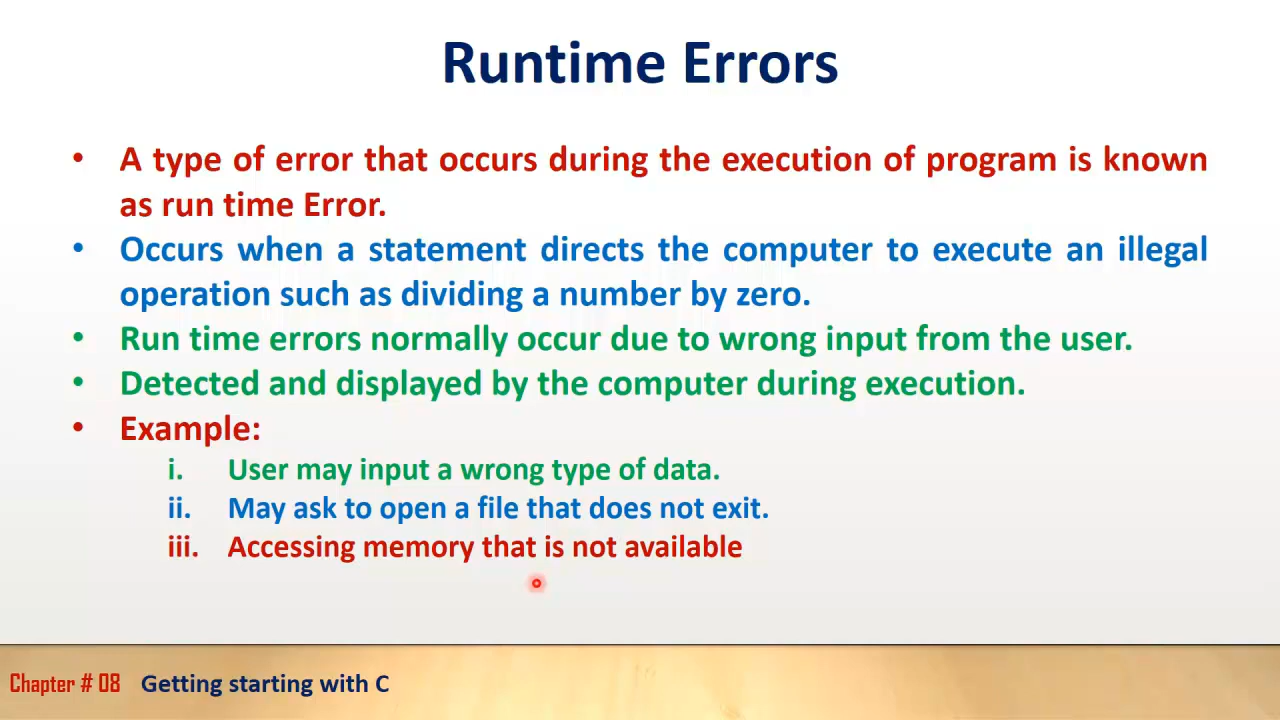 Runtime Errors
• A type of error that occurs during the execution of program is known
as run time Error.
• Occurs when a statement directs the computer to execute an illegal
operation such as dividing a number by zero.
• Run time errors normally occur due to wrong input from the user.
• Detected and displayed by the computer during execution.
• Example:
i. User may input a wrong type of data.
ii. May ask to open a file that does not exit.
iii. Accessing memory that is not available
Chapter # 08 Getting starting with C